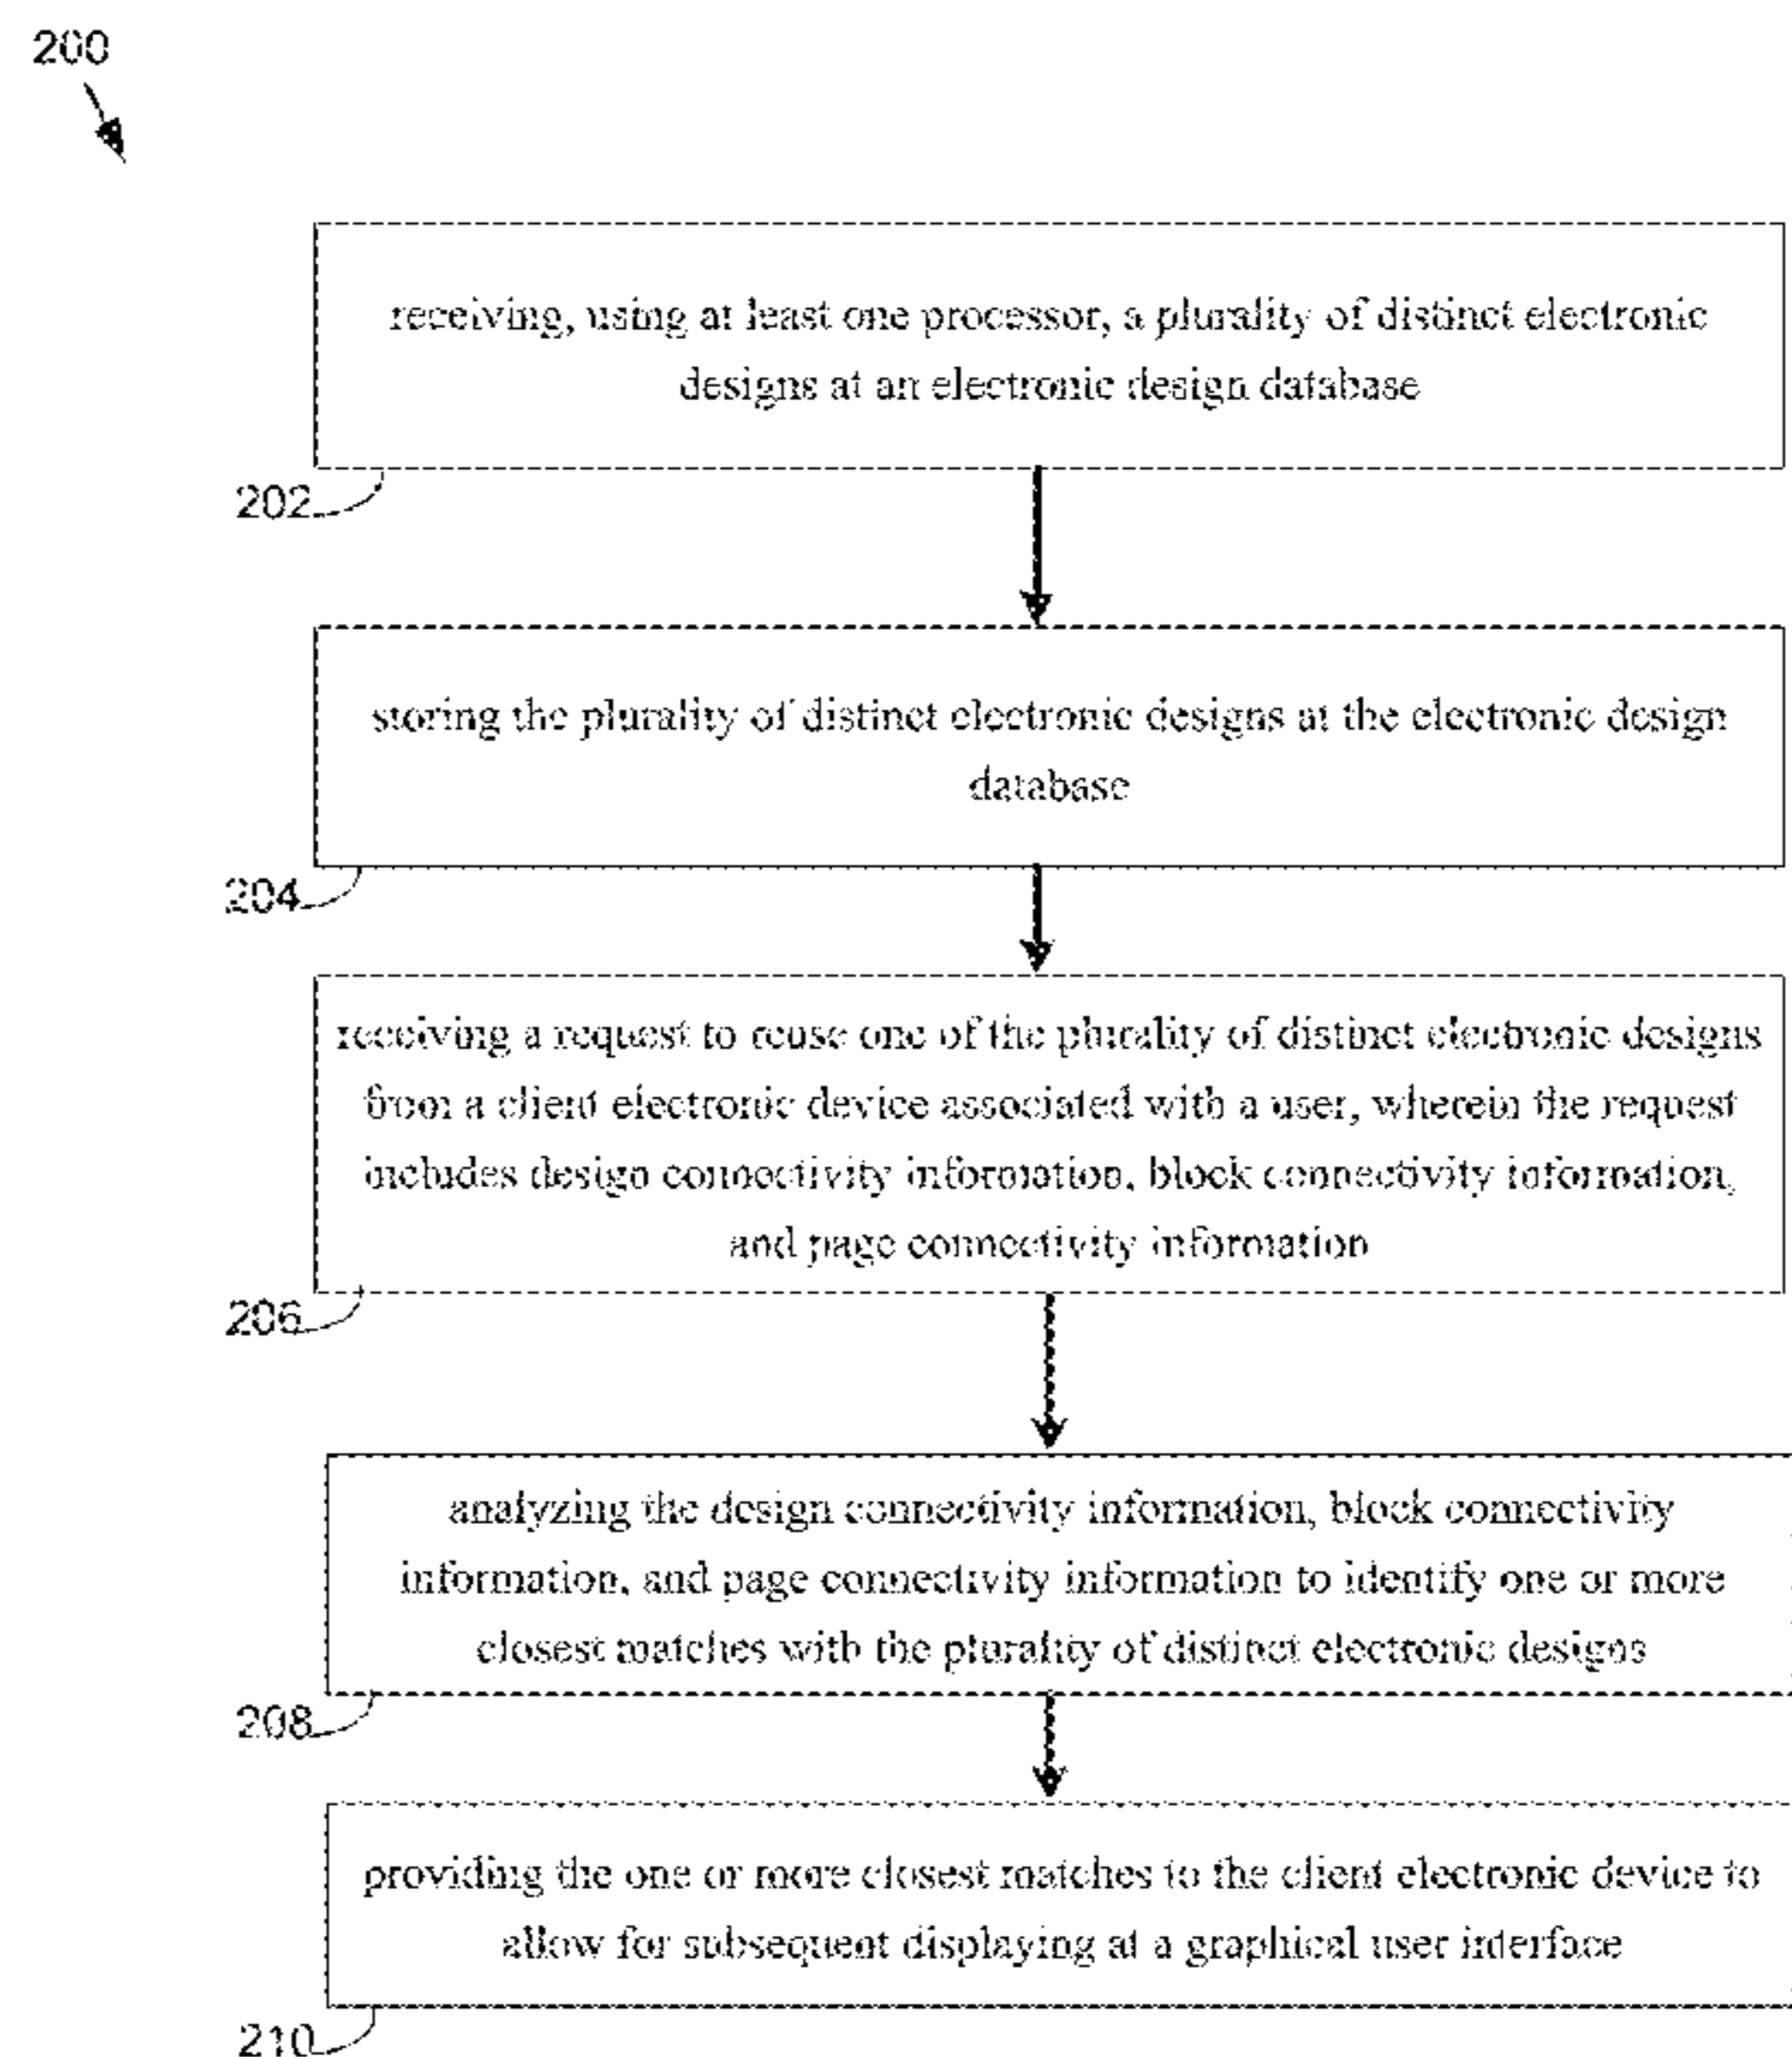 200
receiving, using at least one processor, a plurality of distinct electronic
designs at an electronic design database
202
storing the plurality of distinct electronic designs at the electronic design
database
204
receiving a request to reuse one of the plurality of distinct electronic designs
from a client electronic device associated with a user, wherein the request
includes design connectivity information, block connectivity information,
and page connectivity information
206
analyzing the design connectivity information, block connectivity
information, and page connectivity information to identify one or more
closest matches with the plurality of distinct electronic designs
208
providing the one or more closest matches to the client electronic device to
allow for subsequent displaying at a graphical user interface
210